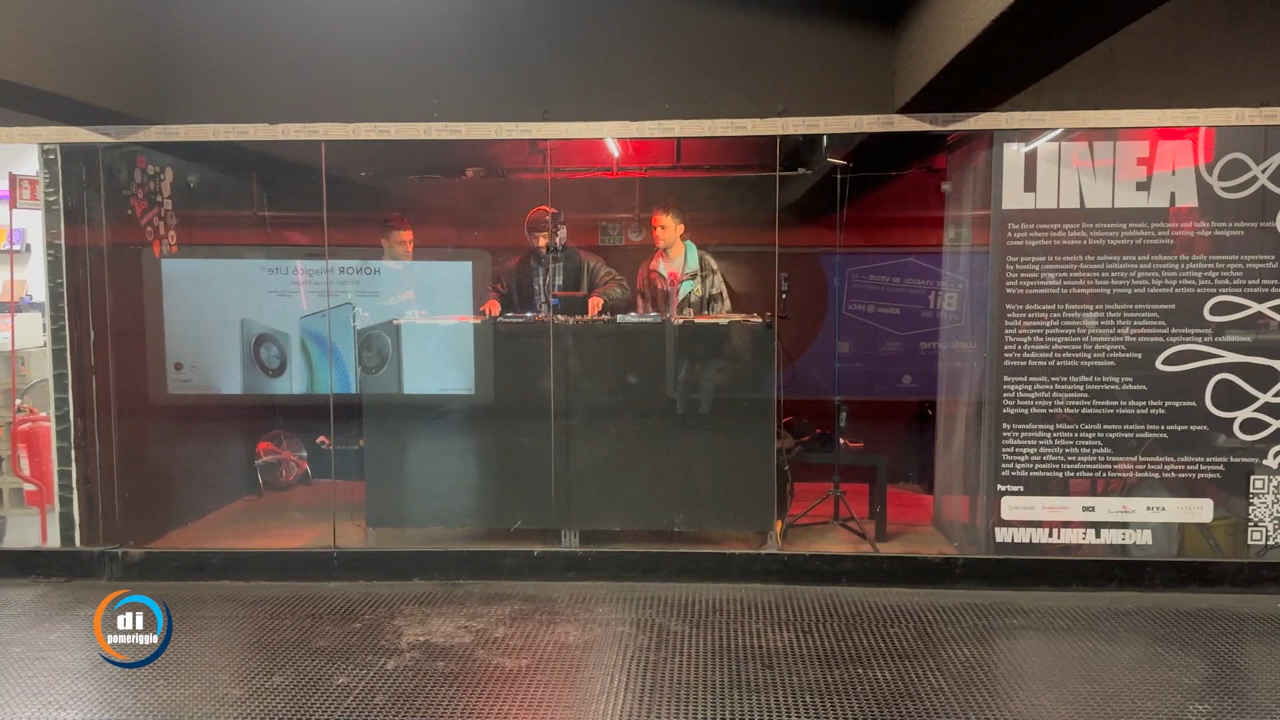 LINEA
The first concept space live streaming music, podcasts and talks from a subway
A spot where indie labels, visionary publishers, and cutting-edge designers
come together to weave a lively tapestry of creativity.
Our purpose is to enrich the subway area and enhance the daily commute experience
by hosting community-focused initiatives and creating a platform for open, respectful
Our music program embraces an array of genres, from cutting-edge techno
and experimental sounds to bass-heavy beats, hip-hop vibes, jazz, funk, afro and more.
We're committed to championing young and talented artists across various creative
We're dedicated to fostering an inclusive environment
where artists can freely exhibit their innovation,
build meaningful connections with their audiences,
and uncover pathways for personal and professional development.
Through the integration of immersive live streams, captivating art exhibitions,
and a dynamic showcase for designers,
we're dedicated to elevating and celebrating
diverse forms of artistic expression.
Beyond music, we're thrilled to bring you
engaging shows featuring interviews, debates,
and thoughtful discussions.
Our hosts enjoy the creative freedom to shape their programs,
aligning them with their distinctive vision and style.
By transforming Milan's Cairoli metro station into a unique space,
we're providing artists a stage to captivate audiences,
collaborate with fellow creators,
and engage directly with the public.
Through our efforts, we aspire to transcend boundaries, cultivate artistic harmony,
and ignite positive transformations within our local sphere and beyond,
all while embracing the ethos of a forward-looking, tech-savvy project.
Partners
DICE
WWW.LINEA.MEDIA
HONOR Magic6 Lite
di
pomeriggio